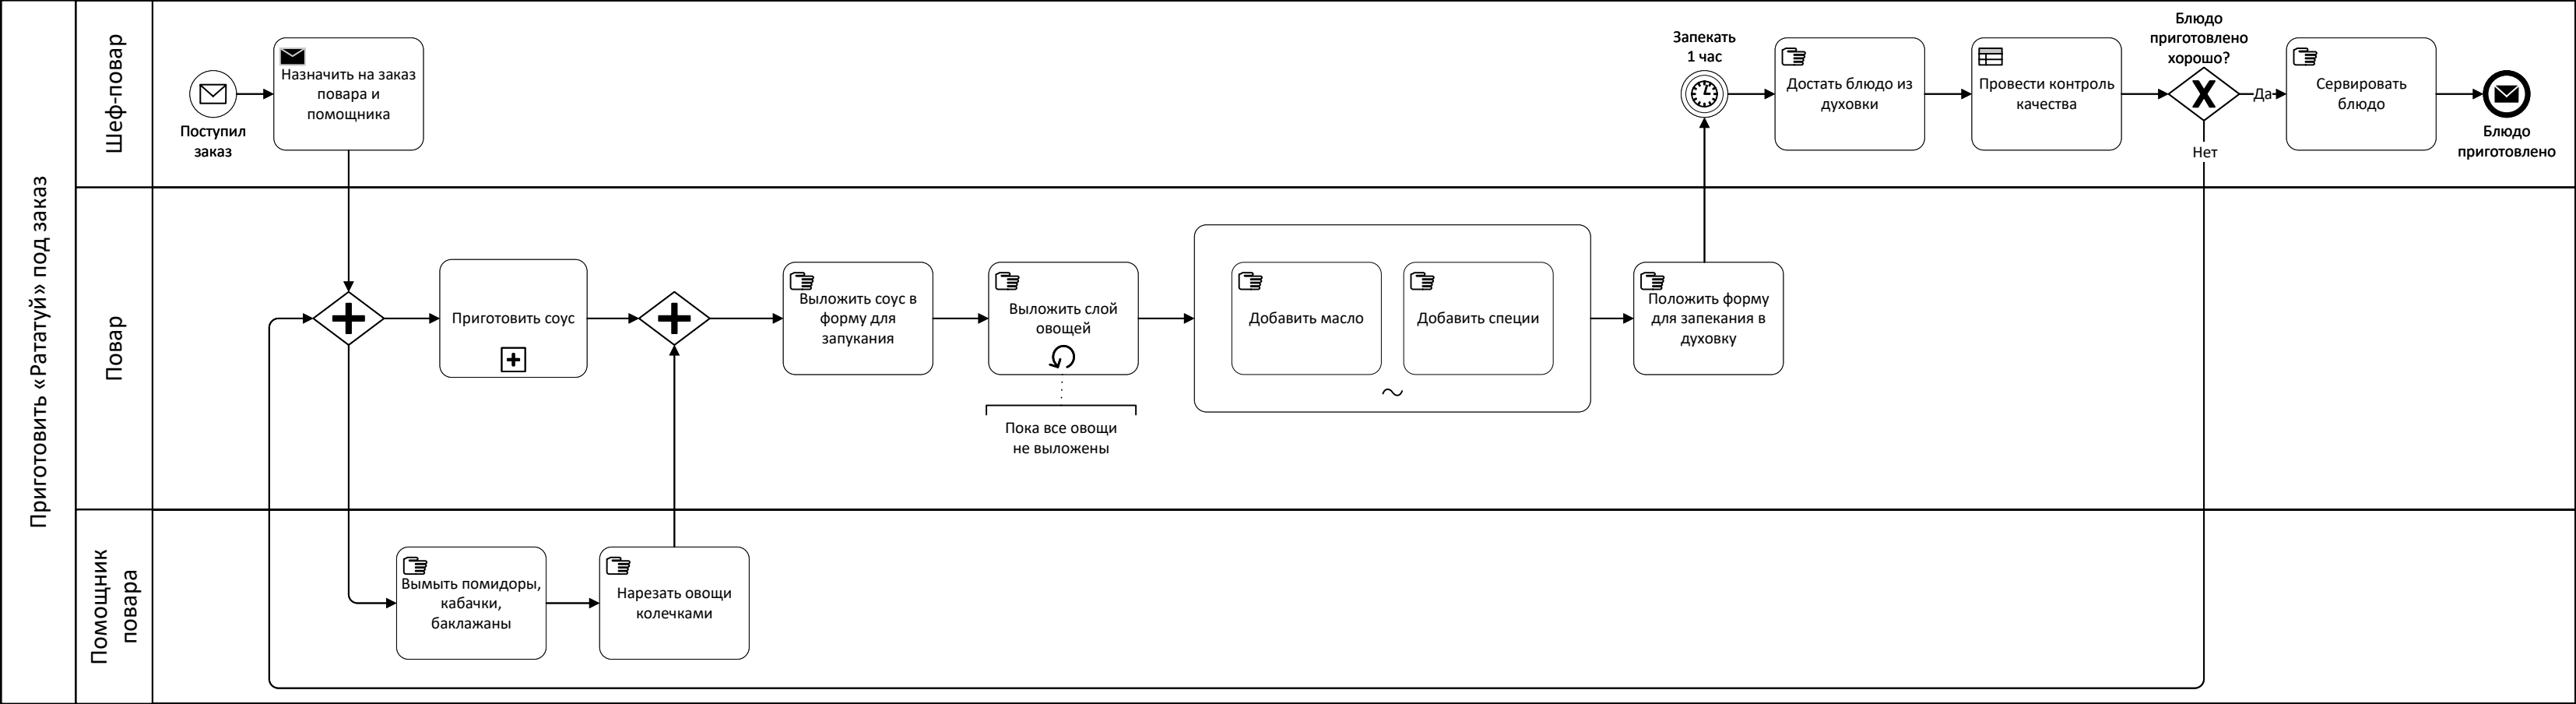 Приготовить «Рататуй» под заказ
Шеф-повар
Поступил
заказ
Назначить на заказ
повара и
помощника
Запекать
1 час
Достать блюдо из
духовки
Провести контроль
качества
Блюдо
приготовлено
хорошо?
Да
Нет
Сервировать
блюдо
Блюдо
приготовлено
Повар
Приготовить соус
Выложить соус в
форму для
запукания
Выложить слой
овощей
Пока все овощи
не выложены
Добавить масло
Добавить специи
Положить форму
для запекания в
духовку
Помощник
повара
Вымыть помидоры,
кабачки,
баклажаны
Нарезать овощи
колечками